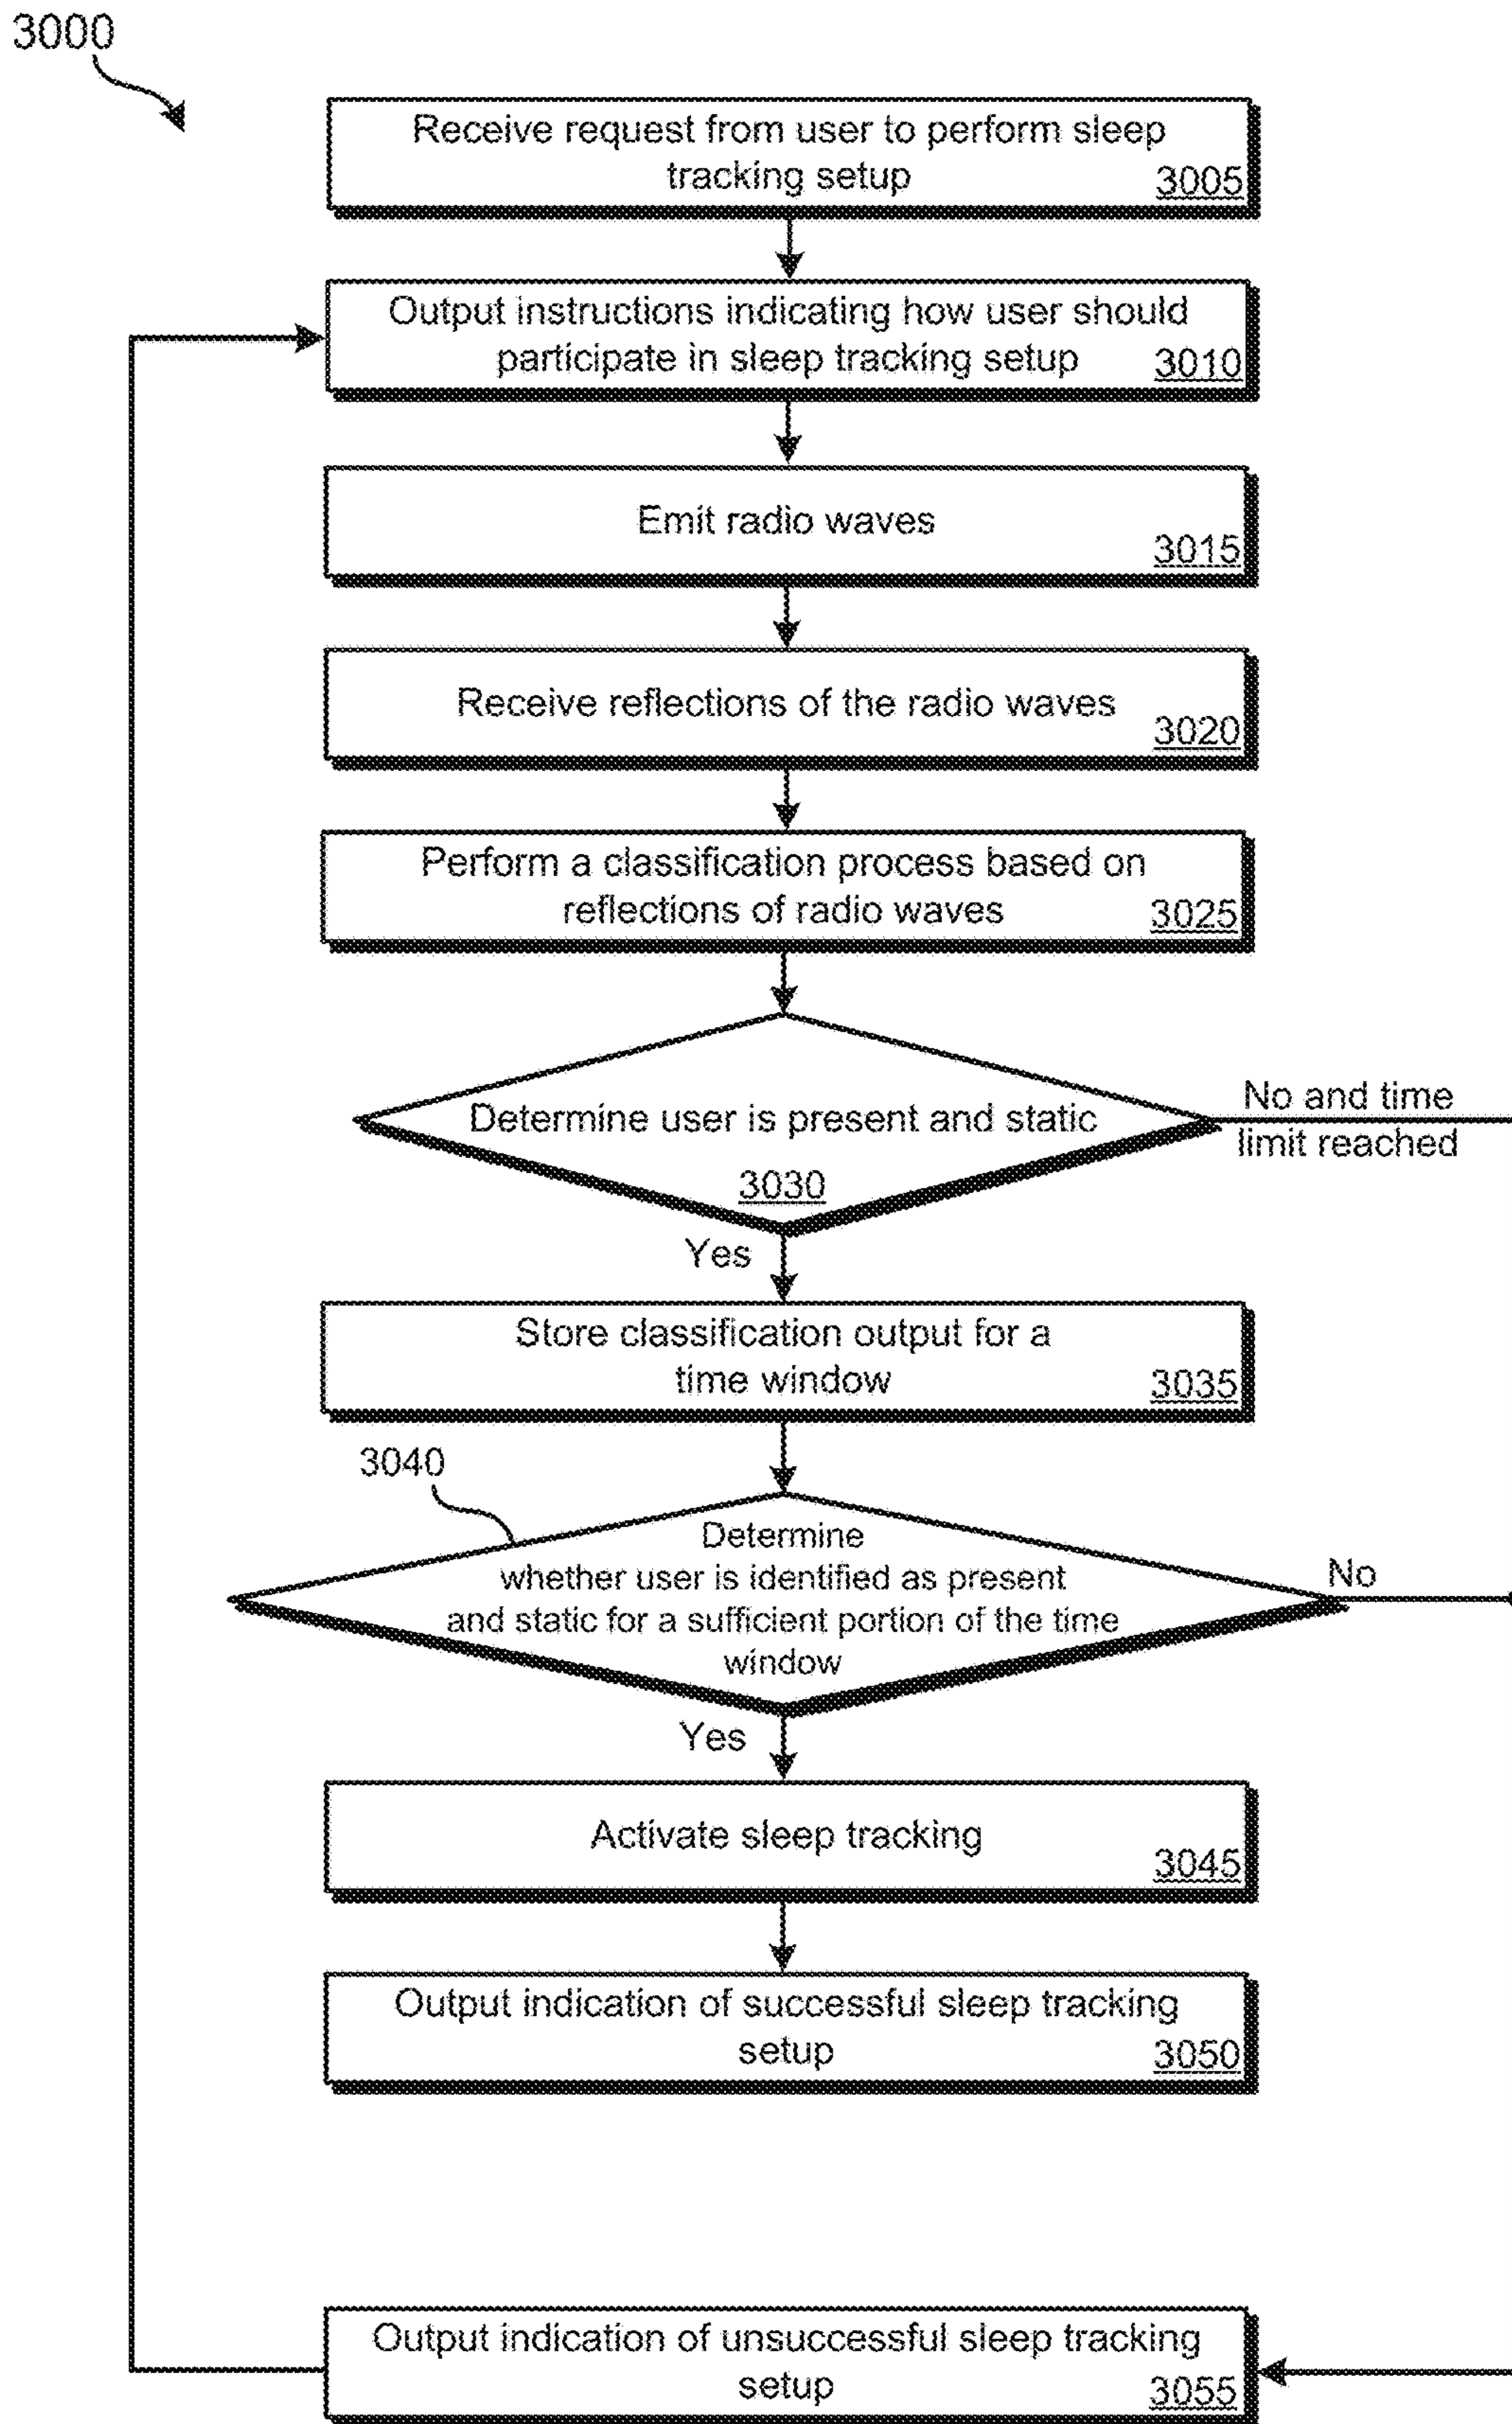 3000
Receive request from user to perform sleep
tracking setup
3005
Output instructions indicating how user should
participate in sleep tracking setup
3010
Emit radio waves
3015
Receive reflections of the radio waves
3020
Perform a classification process based on
reflections of radio waves
3025
Determine user is present and static
3030
No and time
limit reached
Yes
Store classification output for a
time window
3035
3040
Determine
whether user is identified as present
and static for a sufficient portion of the time
window
No
Yes
Activate sleep tracking
3045
Output indication of successful sleep tracking
setup
3050
Output indication of unsuccessful sleep tracking
setup
3055